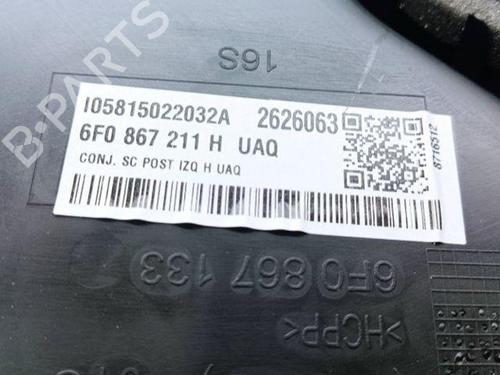 B-PARTS
16S
I05815022032A 2626063
6F0 867 211 H UAQ
CONJ. SC POST IZQ H UAQ
8716512
6F0 867 133
>HCPP<